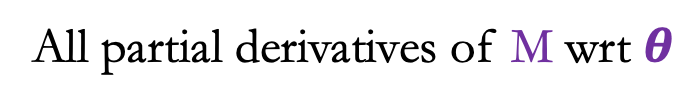 All partial derivatives of M wrt θ